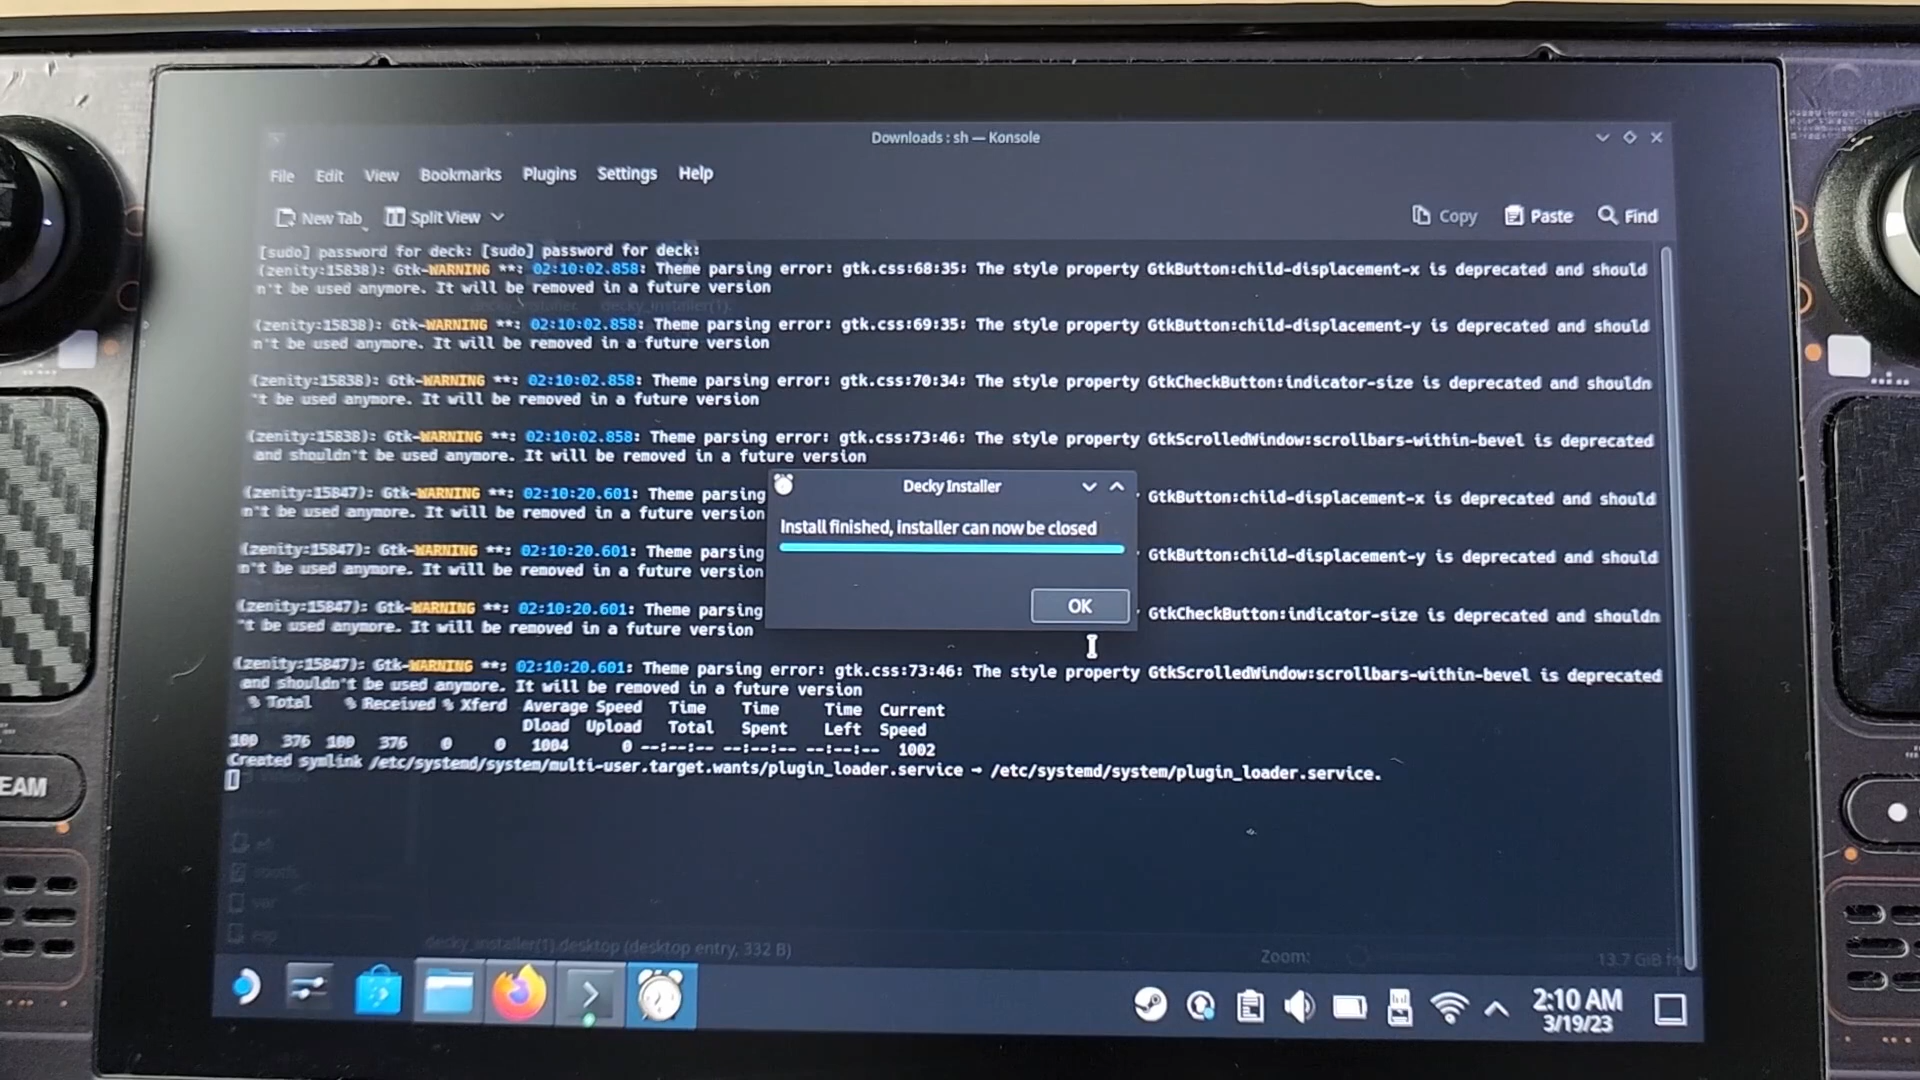 Downloads : sh — Konsole
File Edit View Bookmarks Plugins Settings Help
New Tab Split View Copy Paste Find
[sudo] password for deck: [sudo] password for deck:
(zenity:15838): Gtk-WARNING **: 02:10:02.858: Theme parsing error: gtk.css:68:35: The style property GtkButton:child-displacement-x is deprecated and should
n't be used anymore. It will be removed in a future version
(zenity:15838): Gtk-WARNING **: 02:10:02.858: Theme parsing error: gtk.css:69:35: The style property GtkButton:child-displacement-y is deprecated and should
n't be used anymore. It will be removed in a future version
(zenity:15838): Gtk-WARNING **: 02:10:02.858: Theme parsing error: gtk.css:70:34: The style property GtkCheckButton:indicator-size is deprecated and shouldn
't be used anymore. It will be removed in a future version
(zenity:15838): Gtk-WARNING **: 02:10:02.858: Theme parsing error: gtk.css:73:46: The style property GtkScrolledWindow:scrollbars-within-bevel is deprecated
and shouldn't be used anymore. It will be removed in a future version
(zenity:15847): Gtk-WARNING **: 02:10:20.601: Theme parsing GtkButton:child-displacement-x is deprecated and should
n't be used anymore. It will be removed in a future version
(zenity:15847): Gtk-WARNING **: 02:10:20.601: Theme parsing GtkButton:child-displacement-y is deprecated and should
n't be used anymore. It will be removed in a future version
(zenity:15847): Gtk-WARNING **: 02:10:20.601: Theme parsing GtkCheckButton:indicator-size is deprecated and shouldn
't be used anymore. It will be removed in a future version
Decky Installer
Install finished, installer can now be closed
OK
(zenity:15847): Gtk-WARNING **: 02:10:20.601: Theme parsing error: gtk.css:73:46: The style property GtkScrolledWindow:scrollbars-within-bevel is deprecated
and shouldn't be used anymore. It will be removed in a future version
% Total % Received % Xferd Average Speed Time Time Time Current
Dload Upload Total Spent Left Speed
100 376 100 376 0 0 1004 0 --:--:-- --:--:-- --:--:-- 1002
Created symlink /etc/systemd/system/multi-user.target.wants/plugin_loader.service → /etc/systemd/system/plugin_loader.service.
EAM
var
decky_installer(1).desktop (desktop entry, 332 B) Zoom: 13.7 GiB
2:10 AM
3/19/23